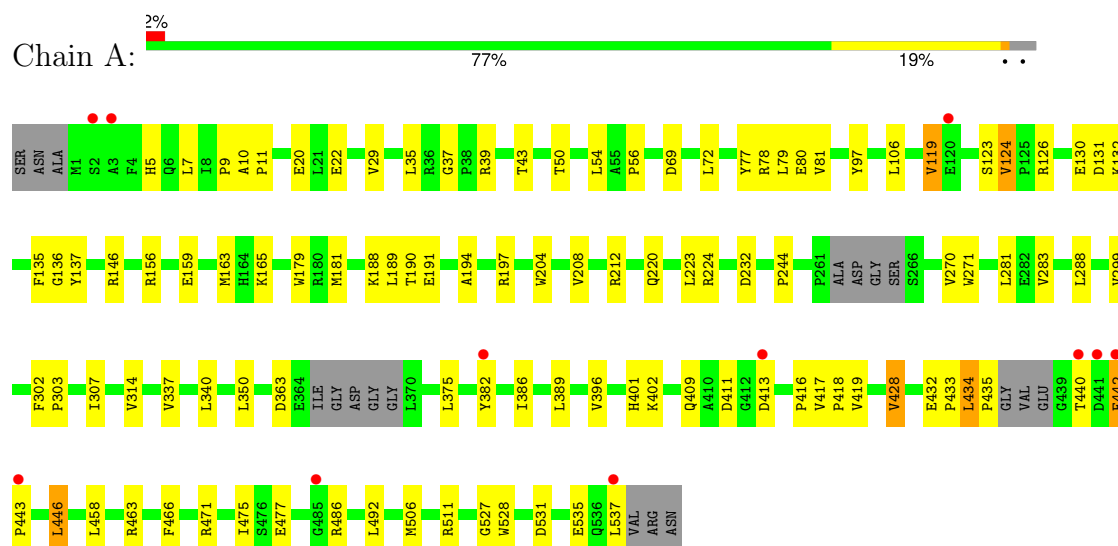 2%
Chain A:
77% 19% • •
SER ASN ALA M1 S2 A3 F4 H5 Q6 L7 I8 P9 A10 P11 E20 L21 E22 V29 L35 R36 G37 P38 R39 T43 T50 L54 A55 P56 D69 L72 Y77 R78 L79 E80 V81 Y97 L106 V119 E120 S123 V124 P125 R126 E130 D131 K132
F135 G136 Y137 R146 R156 E159 M163 H164 K165 W179 R180 M181 K188 L189 T190 E191 A194 R197 W204 V208 R212 Q220 L223 R224 D232 P244 P261 ALA ASP GLY SER S266 V270 W271 L281 E282 V283 L288 V299
F302 P303 I307 V314 V337 L340 L350 D363 E364 ILE GLY ASP GLY GLY L370 L375 Y382 I386 L389 V396 H401 K402 Q409 A410 D411 G412 D413 P416 V417 P418 V419 V428 E432 P433 L434 P435 GLY VAL GLU G439 T440 D441 E442
P443 L446 L458 R463 F466 R471 I475 S476 E477 G485 R486 L492 M506 R511 G527 W528 D531 E535 Q536 L537 VAL ARG ASN